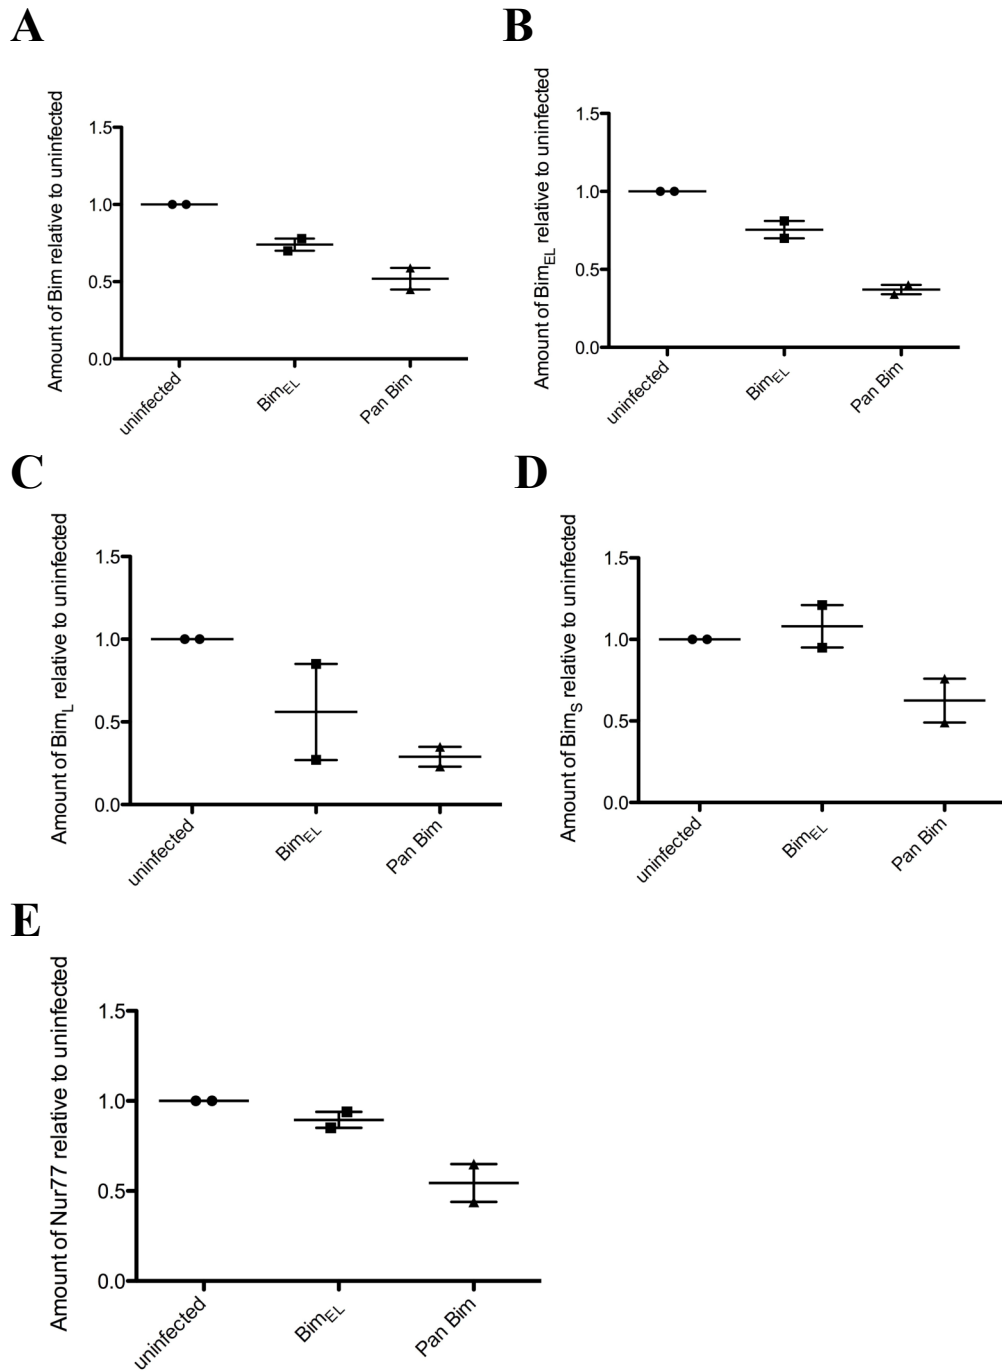 A
Amount of Bim relative to uninfected
1.5
1.0
0.5
0.0
uninfected
BimEL
Pan Bim
B
Amount of BimEL relative to uninfected
1.5
1.0
0.5
0.0
uninfected
BimEL
Pan Bim
C
Amount of BimL relative to uninfected
1.5
1.0
0.5
0.0
uninfected
BimEL
Pan Bim
D
Amount of BimS relative to uninfected
1.5
1.0
0.5
0.0
uninfected
BimEL
Pan Bim
E
Amount of Nur77 relative to uninfected
1.5
1.0
0.5
0.0
uninfected
BimEL
Pan Bim